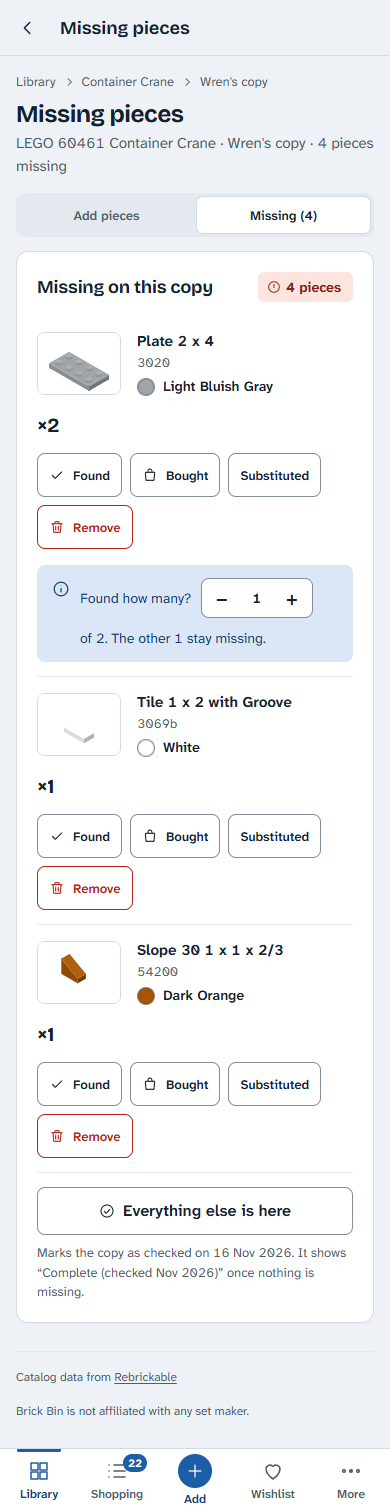 Missing pieces
Library > Container Crane > Wren's copy
Missing pieces
LEGO 60461 Container Crane · Wren's copy · 4 pieces
missing
Add pieces
Missing (4)
Missing on this copy
4 pieces
Plate 2 x 4
3020
Light Bluish Gray
×2
Found
Bought
Substituted
Remove
Found how many?
− 1 +
of 2. The other 1 stay missing.
Tile 1 x 2 with Groove
3069b
White
×1
Found
Bought
Substituted
Remove
Slope 30 1 x 1 x 2/3
54200
Dark Orange
×1
Found
Bought
Substituted
Remove
Everything else is here
Marks the copy as checked on 16 Nov 2026. It shows
“Complete (checked Nov 2026)” once nothing is
missing.
Catalog data from Rebrickable
Brick Bin is not affiliated with any set maker.
22
Library
Shopping
Add
Wishlist
More